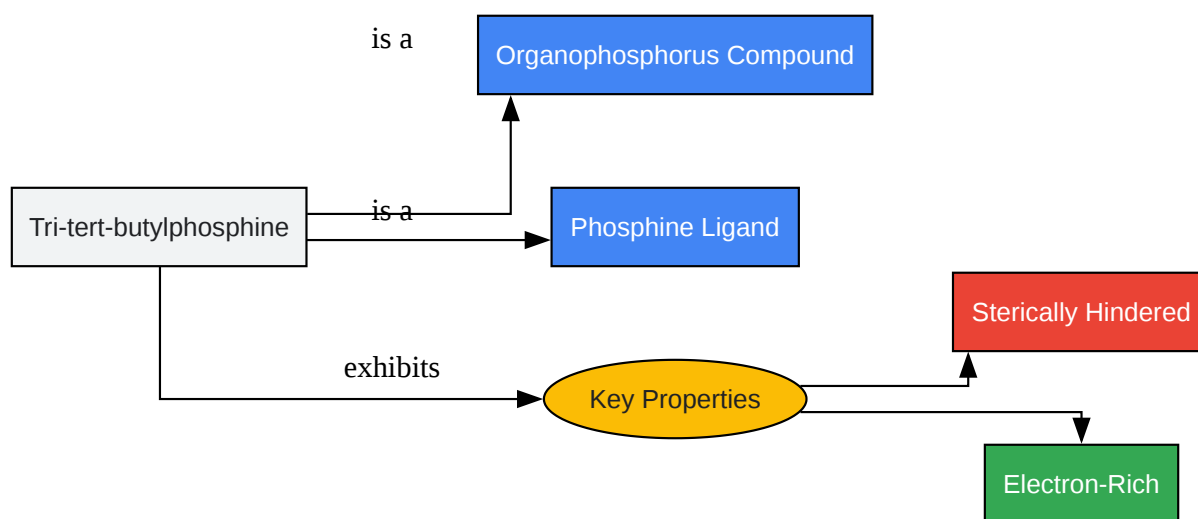 is a
Organophosphorus Compound
Tri-tert-butylphosphine
is a
Phosphine Ligand
Sterically Hindered
exhibits
Key Properties
Electron-Rich